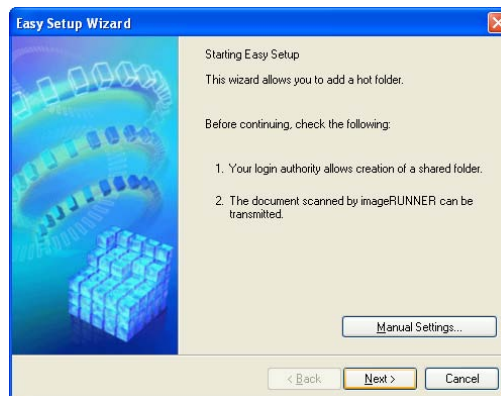 Easy Setup Wizard
Starting Easy Setup
This wizard allows you to add a hot folder.
Before continuing, check the following:
1. Your login authority allows creation of a shared folder.
2. The document scanned by imageRUNNER can be
transmitted.
Manual Settings...
< Back
Next >
Cancel